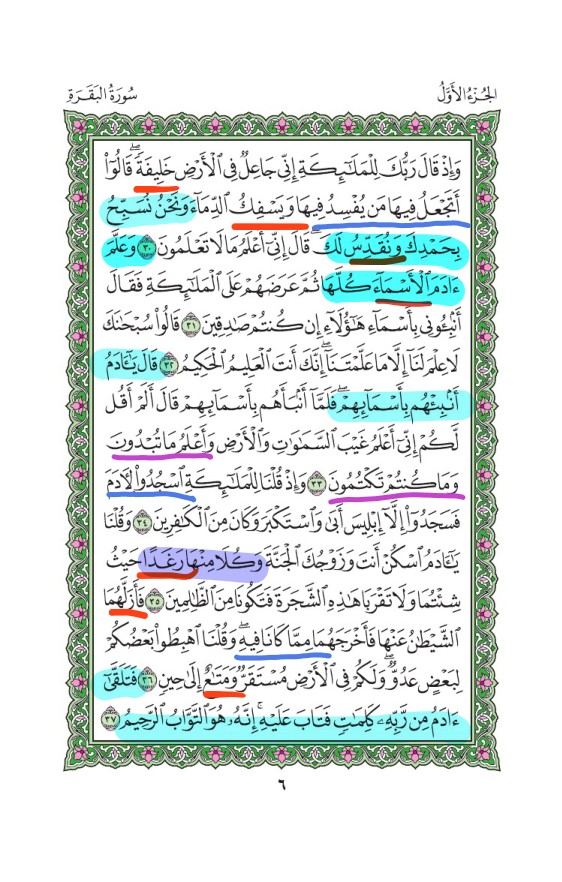 الجُزْءُ الأَوَّلُ
سُورَةُ البَقَرَةِ
وَإِذْ قَالَ رَبُّكَ لِلْمَلَـٰٓئِكَةِ إِنِّى جَاعِلٌ فِى ٱلْأَرْضِ خَلِيفَةً ۖ قَالُوٓا۟
أَتَجْعَلُ فِيهَا مَن يُفْسِدُ فِيهَا وَيَسْفِكُ ٱلدِّمَآءَ وَنَحْنُ نُسَبِّحُ
بِحَمْدِكَ وَنُقَدِّسُ لَكَ ۖ قَالَ إِنِّىٓ أَعْلَمُ مَا لَا تَعْلَمُونَ ٣٠ وَعَلَّمَ
ءَادَمَ ٱلْأَسْمَآءَ كُلَّهَا ثُمَّ عَرَضَهُمْ عَلَى ٱلْمَلَـٰٓئِكَةِ فَقَالَ
أَنۢبِـُٔونِى بِأَسْمَآءِ هَـٰٓؤُلَآءِ إِن كُنتُمْ صَـٰدِقِينَ ٣١ قَالُوا۟ سُبْحَـٰنَكَ
لَا عِلْمَ لَنَآ إِلَّا مَا عَلَّمْتَنَآ ۖ إِنَّكَ أَنتَ ٱلْعَلِيمُ ٱلْحَكِيمُ ٣٢ قَالَ يَـٰٓـَٔادَمُ
أَنۢبِئْهُم بِأَسْمَآئِهِمْ ۖ فَلَمَّآ أَنۢبَأَهُم بِأَسْمَآئِهِمْ قَالَ أَلَمْ أَقُل
لَّكُمْ إِنِّىٓ أَعْلَمُ غَيْبَ ٱلسَّمَـٰوَٰتِ وَٱلْأَرْضِ وَأَعْلَمُ مَا تُبْدُونَ
وَمَا كُنتُمْ تَكْتُمُونَ ٣٣ وَإِذْ قُلْنَا لِلْمَلَـٰٓئِكَةِ ٱسْجُدُوا۟ لِـَٔادَمَ
فَسَجَدُوٓا۟ إِلَّآ إِبْلِيسَ أَبَىٰ وَٱسْتَكْبَرَ وَكَانَ مِنَ ٱلْكَـٰفِرِينَ ٣٤ وَقُلْنَا
يَـٰٓـَٔادَمُ ٱسْكُنْ أَنتَ وَزَوْجُكَ ٱلْجَنَّةَ وَكُلَا مِنْهَا رَغَدًا حَيْثُ
شِئْتُمَا وَلَا تَقْرَبَا هَـٰذِهِ ٱلشَّجَرَةَ فَتَكُونَا مِنَ ٱلظَّـٰلِمِينَ ٣٥ فَأَزَلَّهُمَا
ٱلشَّيْطَـٰنُ عَنْهَا فَأَخْرَجَهُمَا مِمَّا كَانَا فِيهِ ۖ وَقُلْنَا ٱهْبِطُوا۟ بَعْضُكُمْ
لِبَعْضٍ عَدُوٌّ ۖ وَلَكُمْ فِى ٱلْأَرْضِ مُسْتَقَرٌّ وَمَتَـٰعٌ إِلَىٰ حِينٍ ٣٦ فَتَلَقَّىٰٓ
ءَادَمُ مِن رَّبِّهِۦ كَلِمَـٰتٍ فَتَابَ عَلَيْهِ ۚ إِنَّهُۥ هُوَ ٱلتَّوَّابُ ٱلرَّحِيمُ ٣٧
٦